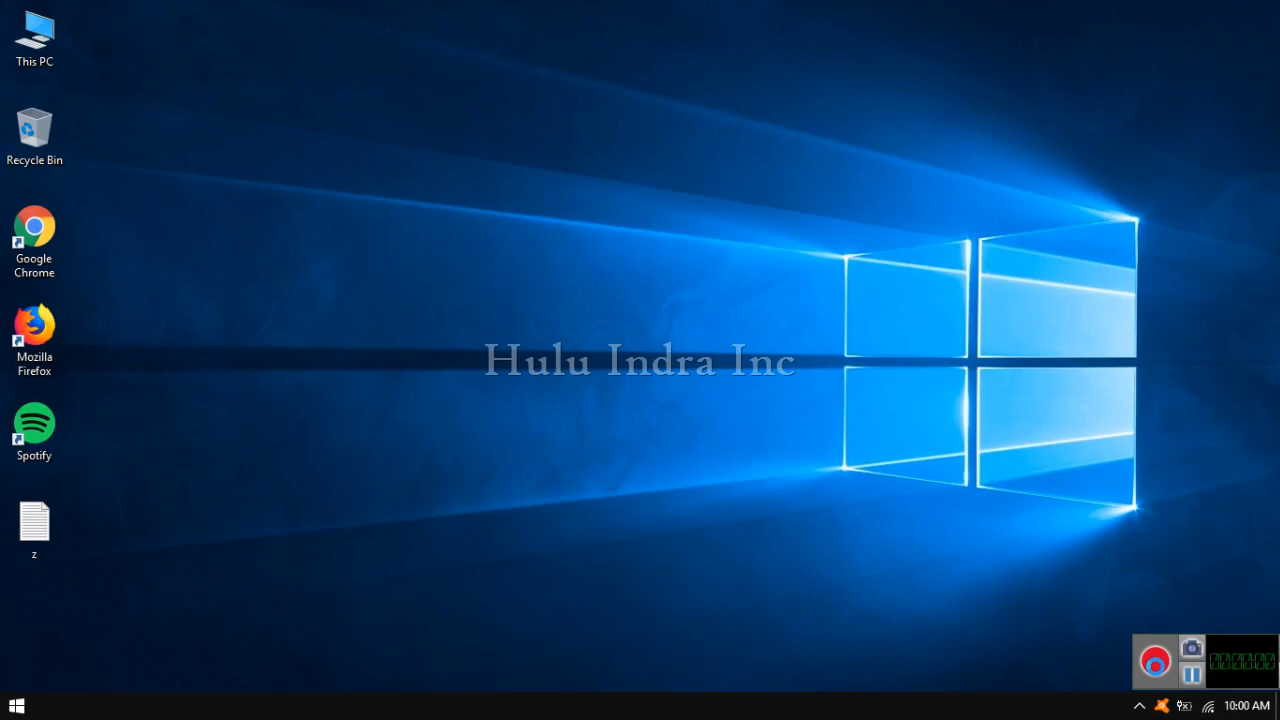 This PC
Recycle Bin
Google
Chrome
Mozilla
Firefox
Spotify
z
Hulu Indra Inc
10:00 AM